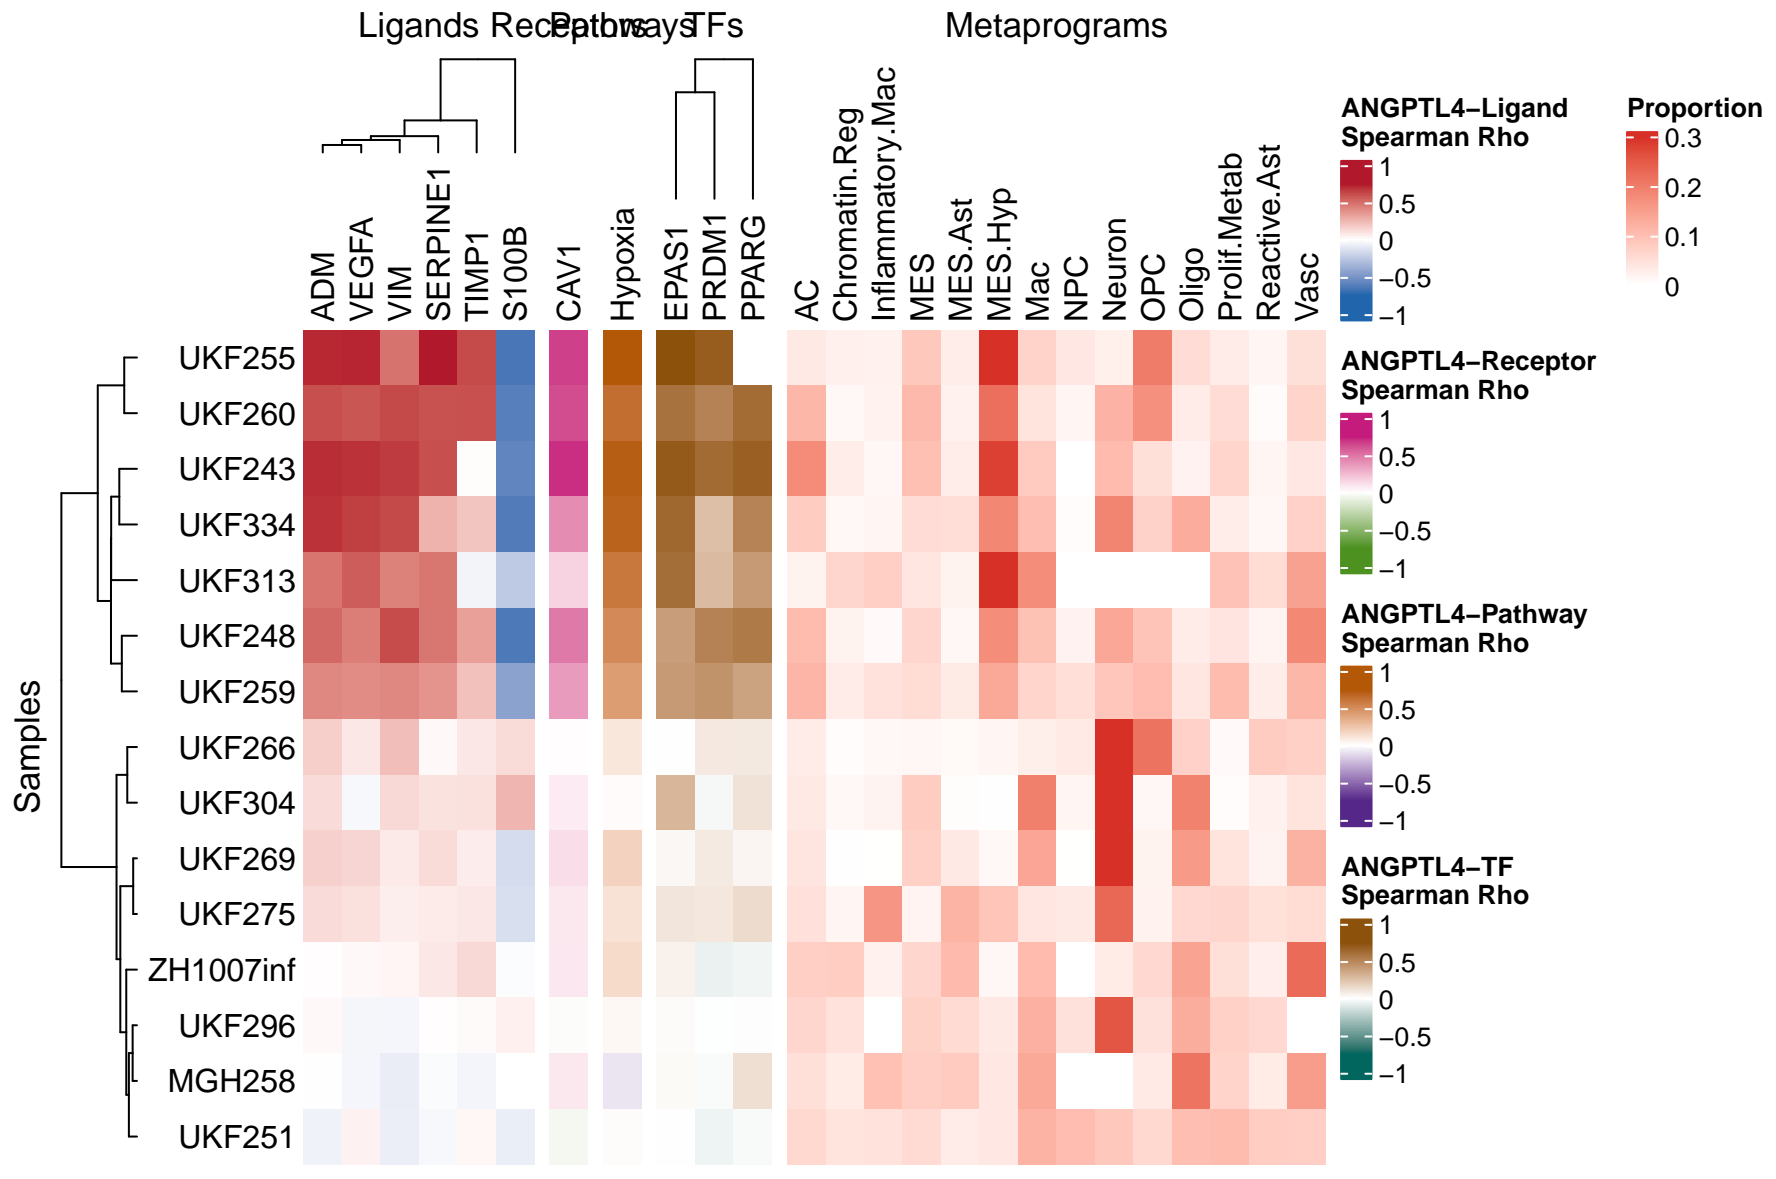 Ligands Receptors Pathways TFs Metaprograms
ADM
VEGFA
VIM
SERPINE1
TIMP1
S100B
CAV1
Hypoxia
EPAS1
PRDM1
PPARG
AC
Chromatin.Reg
Inflammatory.Mac
MES
MES.Ast
MES.Hyp
Mac
NPC
Neuron
OPC
Oligo
Prolif.Metab
Reactive.Ast
Vasc
Samples
UKF255
UKF260
UKF243
UKF334
UKF313
UKF248
UKF259
UKF266
UKF304
UKF269
UKF275
ZH1007inf
UKF296
MGH258
UKF251
ANGPTL4−Ligand
Spearman Rho
1
0.5
0
−0.5
−1
ANGPTL4−Receptor
Spearman Rho
1
0.5
0
−0.5
−1
ANGPTL4−Pathway
Spearman Rho
1
0.5
0
−0.5
−1
ANGPTL4−TF
Spearman Rho
1
0.5
0
−0.5
−1
Proportion
0.3
0.2
0.1
0